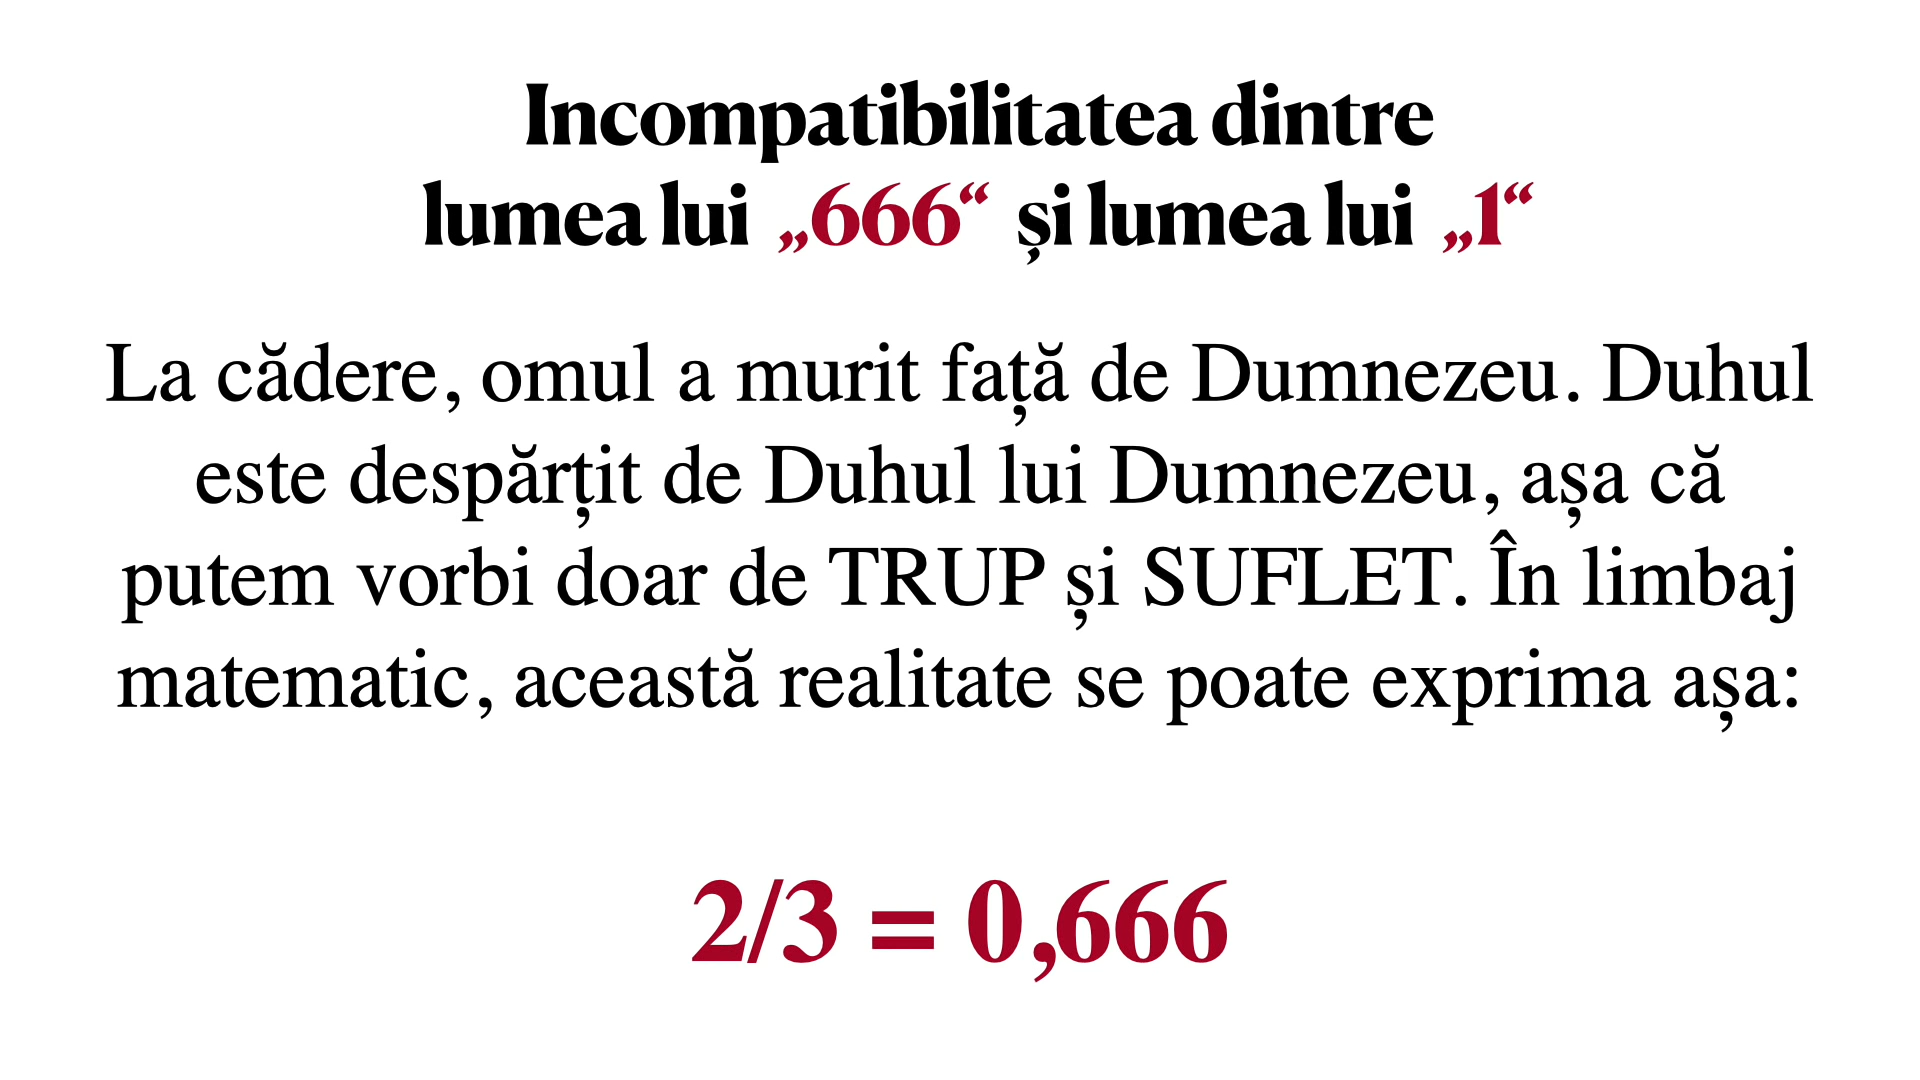 Incompatibilitatea dintre
lumea lui „666“ și lumea lui „1“
La cădere, omul a murit față de Dumnezeu. Duhul
este despărțit de Duhul lui Dumnezeu, așa că
putem vorbi doar de TRUP și SUFLET. În limbaj
matematic, această realitate se poate exprima așa:
2/3 = 0,666